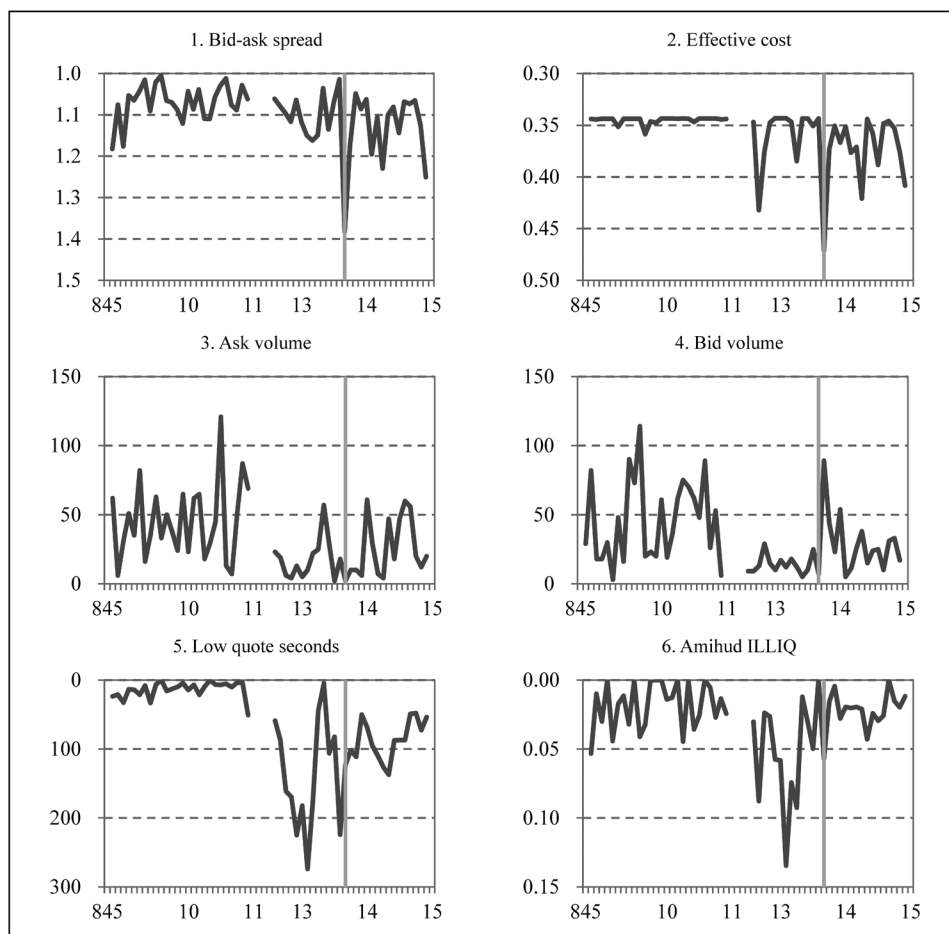 1. Bid-ask spread
1.0
1.1
1.2
1.3
1.4
1.5
845 10 11 13 14 15
2. Effective cost
0.30
0.35
0.40
0.45
0.50
845 10 11 13 14 15
3. Ask volume
150
100
50
0
845 10 11 13 14 15
4. Bid volume
150
100
50
0
845 10 11 13 14 15
5. Low quote seconds
0
100
200
300
845 10 11 13 14 15
6. Amihud ILLIQ
0.00
0.05
0.10
0.15
845 10 11 13 14 15